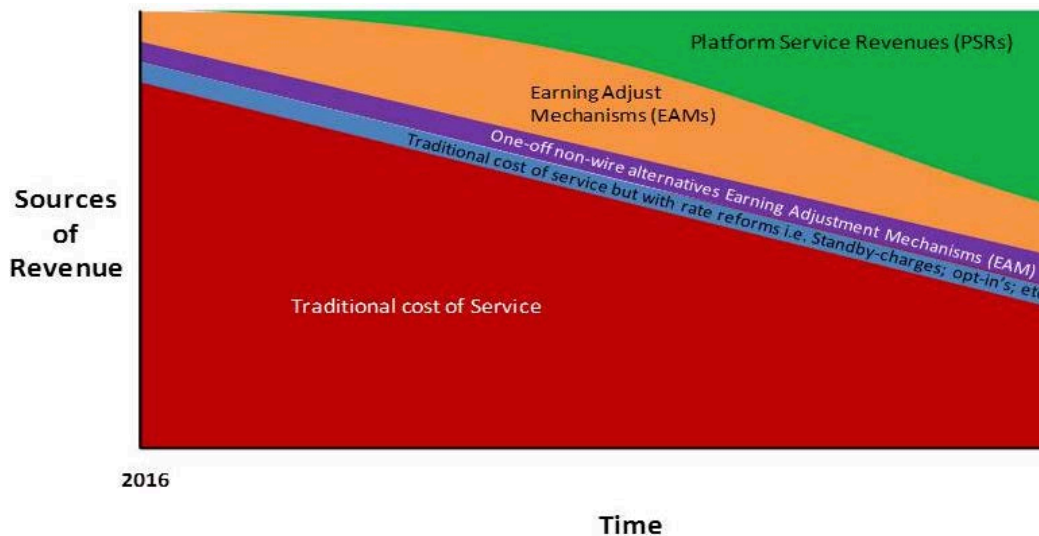 Platform Service Revenues (PSRs)
Earning Adjust
Mechanisms (EAMs)
One-off non-wire alternatives Earning Adjustment Mechanisms (EAM)
Traditional cost of service but with rate reforms i.e. Standby-charges; opt-in's; etc
Sources
of
Revenue
Traditional cost of Service
2016
Time